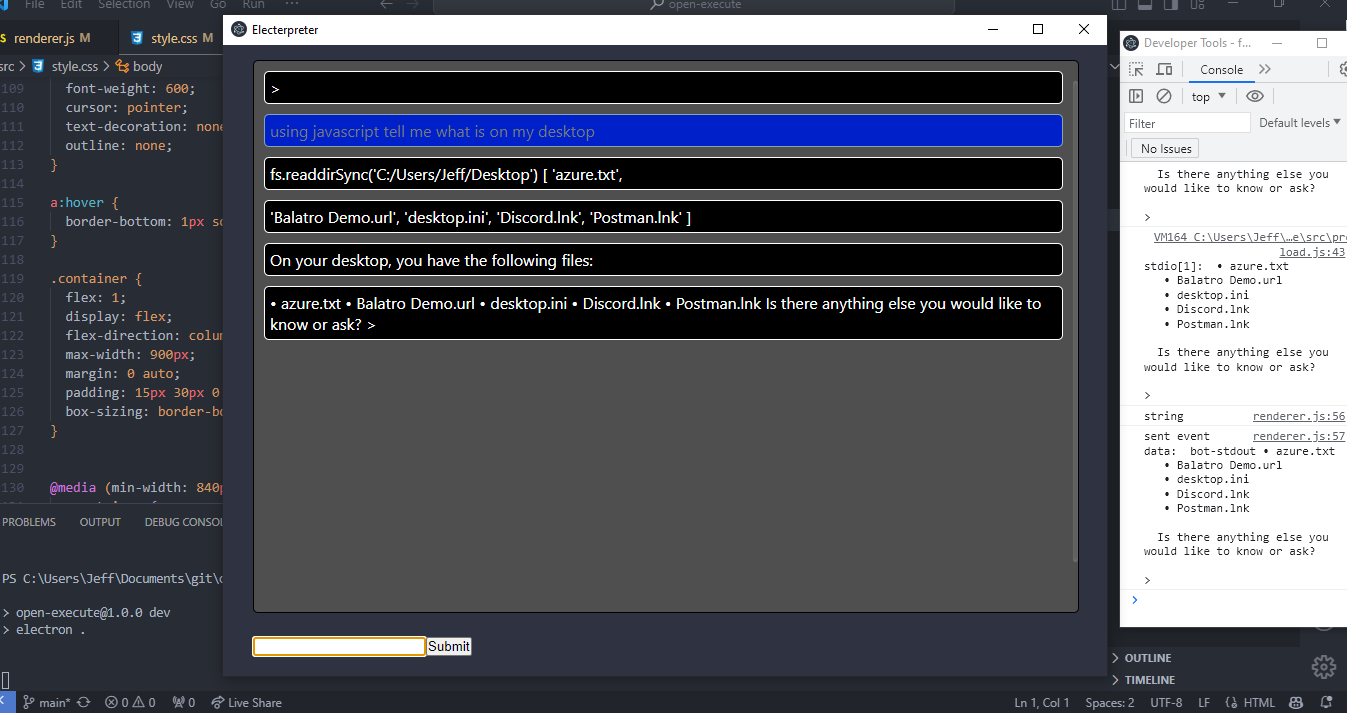 File Edit Selection View Go Run ··· open-execute
renderer.js M style.css M
src > style.css > body
109 font-weight: 600;
110 cursor: pointer;
111 text-decoration: none
112 outline: none;
113 }
114
115 a:hover {
116 border-bottom: 1px so
117 }
118
119 .container {
120 flex: 1;
121 display: flex;
122 flex-direction: colum
123 max-width: 900px;
124 margin: 0 auto;
125 padding: 15px 30px 0
126 box-sizing: border-bo
127 }
128
129
130 @media (min-width: 840p
PROBLEMS OUTPUT DEBUG CONSOL
PS C:\Users\Jeff\Documents\git\o
> open-execute@1.0.0 dev
> electron .
Electerpreter
>
using javascript tell me what is on my desktop
fs.readdirSync('C:/Users/Jeff/Desktop') [ 'azure.txt',
'Balatro Demo.url', 'desktop.ini', 'Discord.lnk', 'Postman.lnk' ]
On your desktop, you have the following files:
• azure.txt • Balatro Demo.url • desktop.ini • Discord.lnk • Postman.lnk Is there anything else you would like to
know or ask? >
Submit
Developer Tools - f...
Console
top
Filter Default levels
No Issues
Is there anything else you
would like to know or ask?
>
VM164 C:\Users\Jeff\…e\src\pre
load.js:43
stdio[1]: • azure.txt
• Balatro Demo.url
• desktop.ini
• Discord.lnk
• Postman.lnk
Is there anything else you
would like to know or ask?
>
string renderer.js:56
sent event renderer.js:57
data: bot-stdout • azure.txt
• Balatro Demo.url
• desktop.ini
• Discord.lnk
• Postman.lnk
Is there anything else you
would like to know or ask?
>
>
OUTLINE
TIMELINE
main* 0 0 0 Live Share Ln 1, Col 1 Spaces: 2 UTF-8 LF HTML